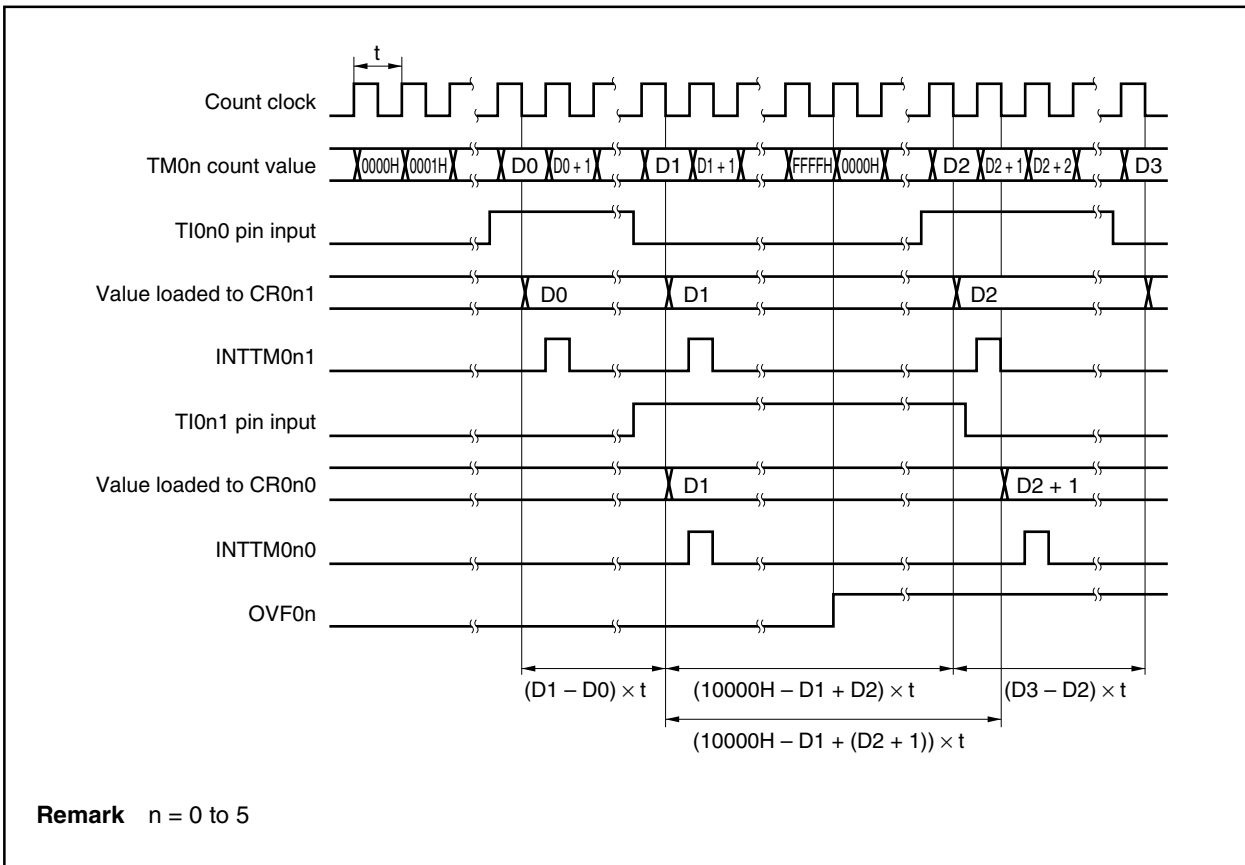 t
Count clock
TM0n count value 0000H 0001H D0 D0 + 1 D1 D1 + 1 FFFFH 0000H D2 D2 + 1 D2 + 2 D3
TI0n0 pin input
Value loaded to CR0n1 D0 D1 D2
INTTM0n1
TI0n1 pin input
Value loaded to CR0n0 D1 D2 + 1
INTTM0n0
OVF0n
(D1 – D0) × t (10000H – D1 + D2) × t (D3 – D2) × t
(10000H – D1 + (D2 + 1)) × t
Remark n = 0 to 5